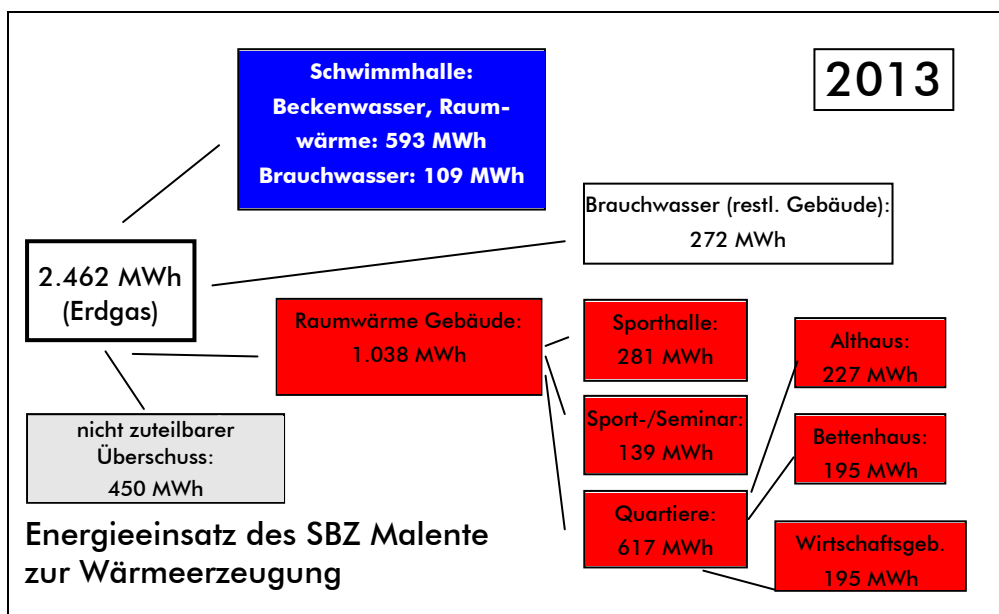 Schwimmhalle:
Beckenwasser, Raum-
wärme: 593 MWh
Brauchwasser: 109 MWh
2013
Brauchwasser (restl. Gebäude):
272 MWh
2.462 MWh
(Erdgas)
Raumwärme Gebäude:
1.038 MWh
Sporthalle:
281 MWh
Althaus:
227 MWh
nicht zuteilbarer
Überschuss:
450 MWh
Sport-/Seminar:
139 MWh
Bettenhaus:
195 MWh
Quartiere:
617 MWh
Wirtschaftsgeb.
195 MWh
Energieeinsatz des SBZ Malente
zur Wärmeerzeugung